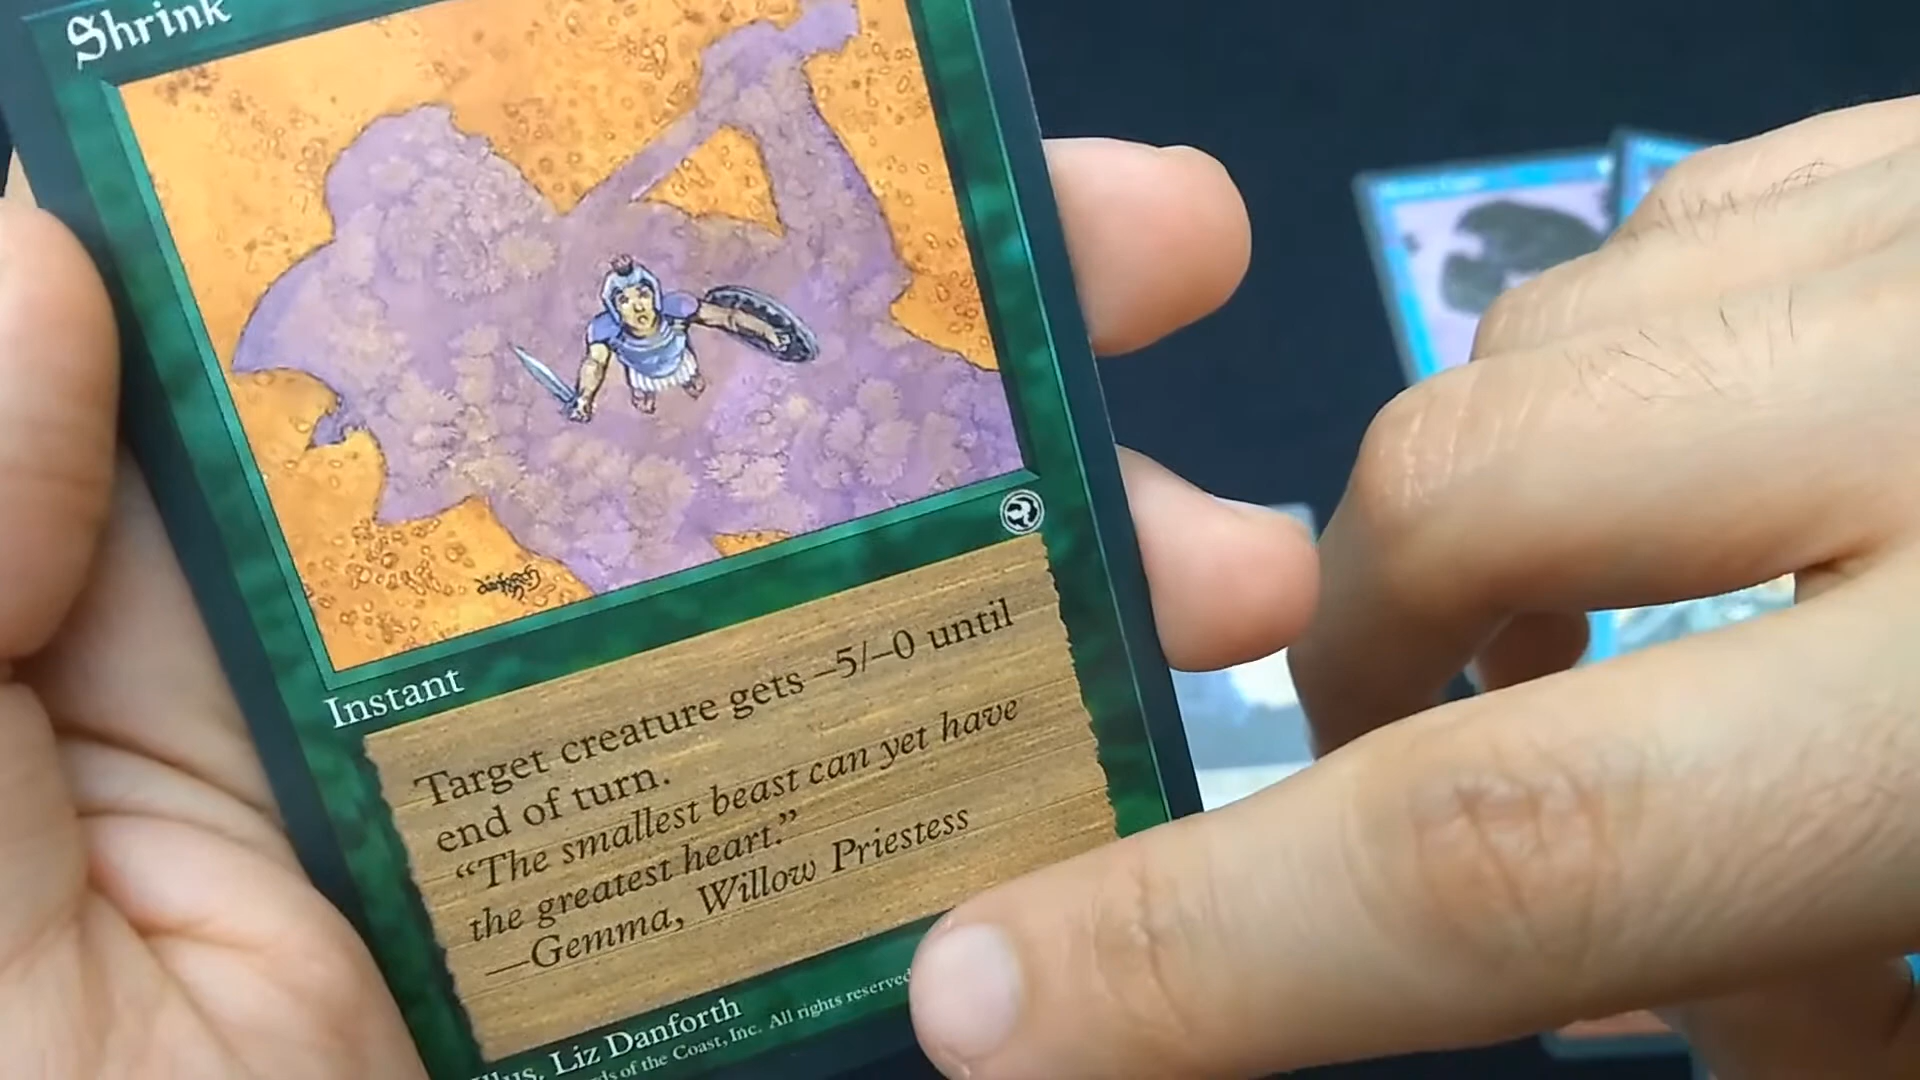 Shrink
Instant
Target creature gets –5/–0 until
end of turn.
“The smallest beast can yet have
the greatest heart.”
—Gemma, Willow Priestess
Illus. Liz Danforth
of the Coast, Inc. All rights reserved